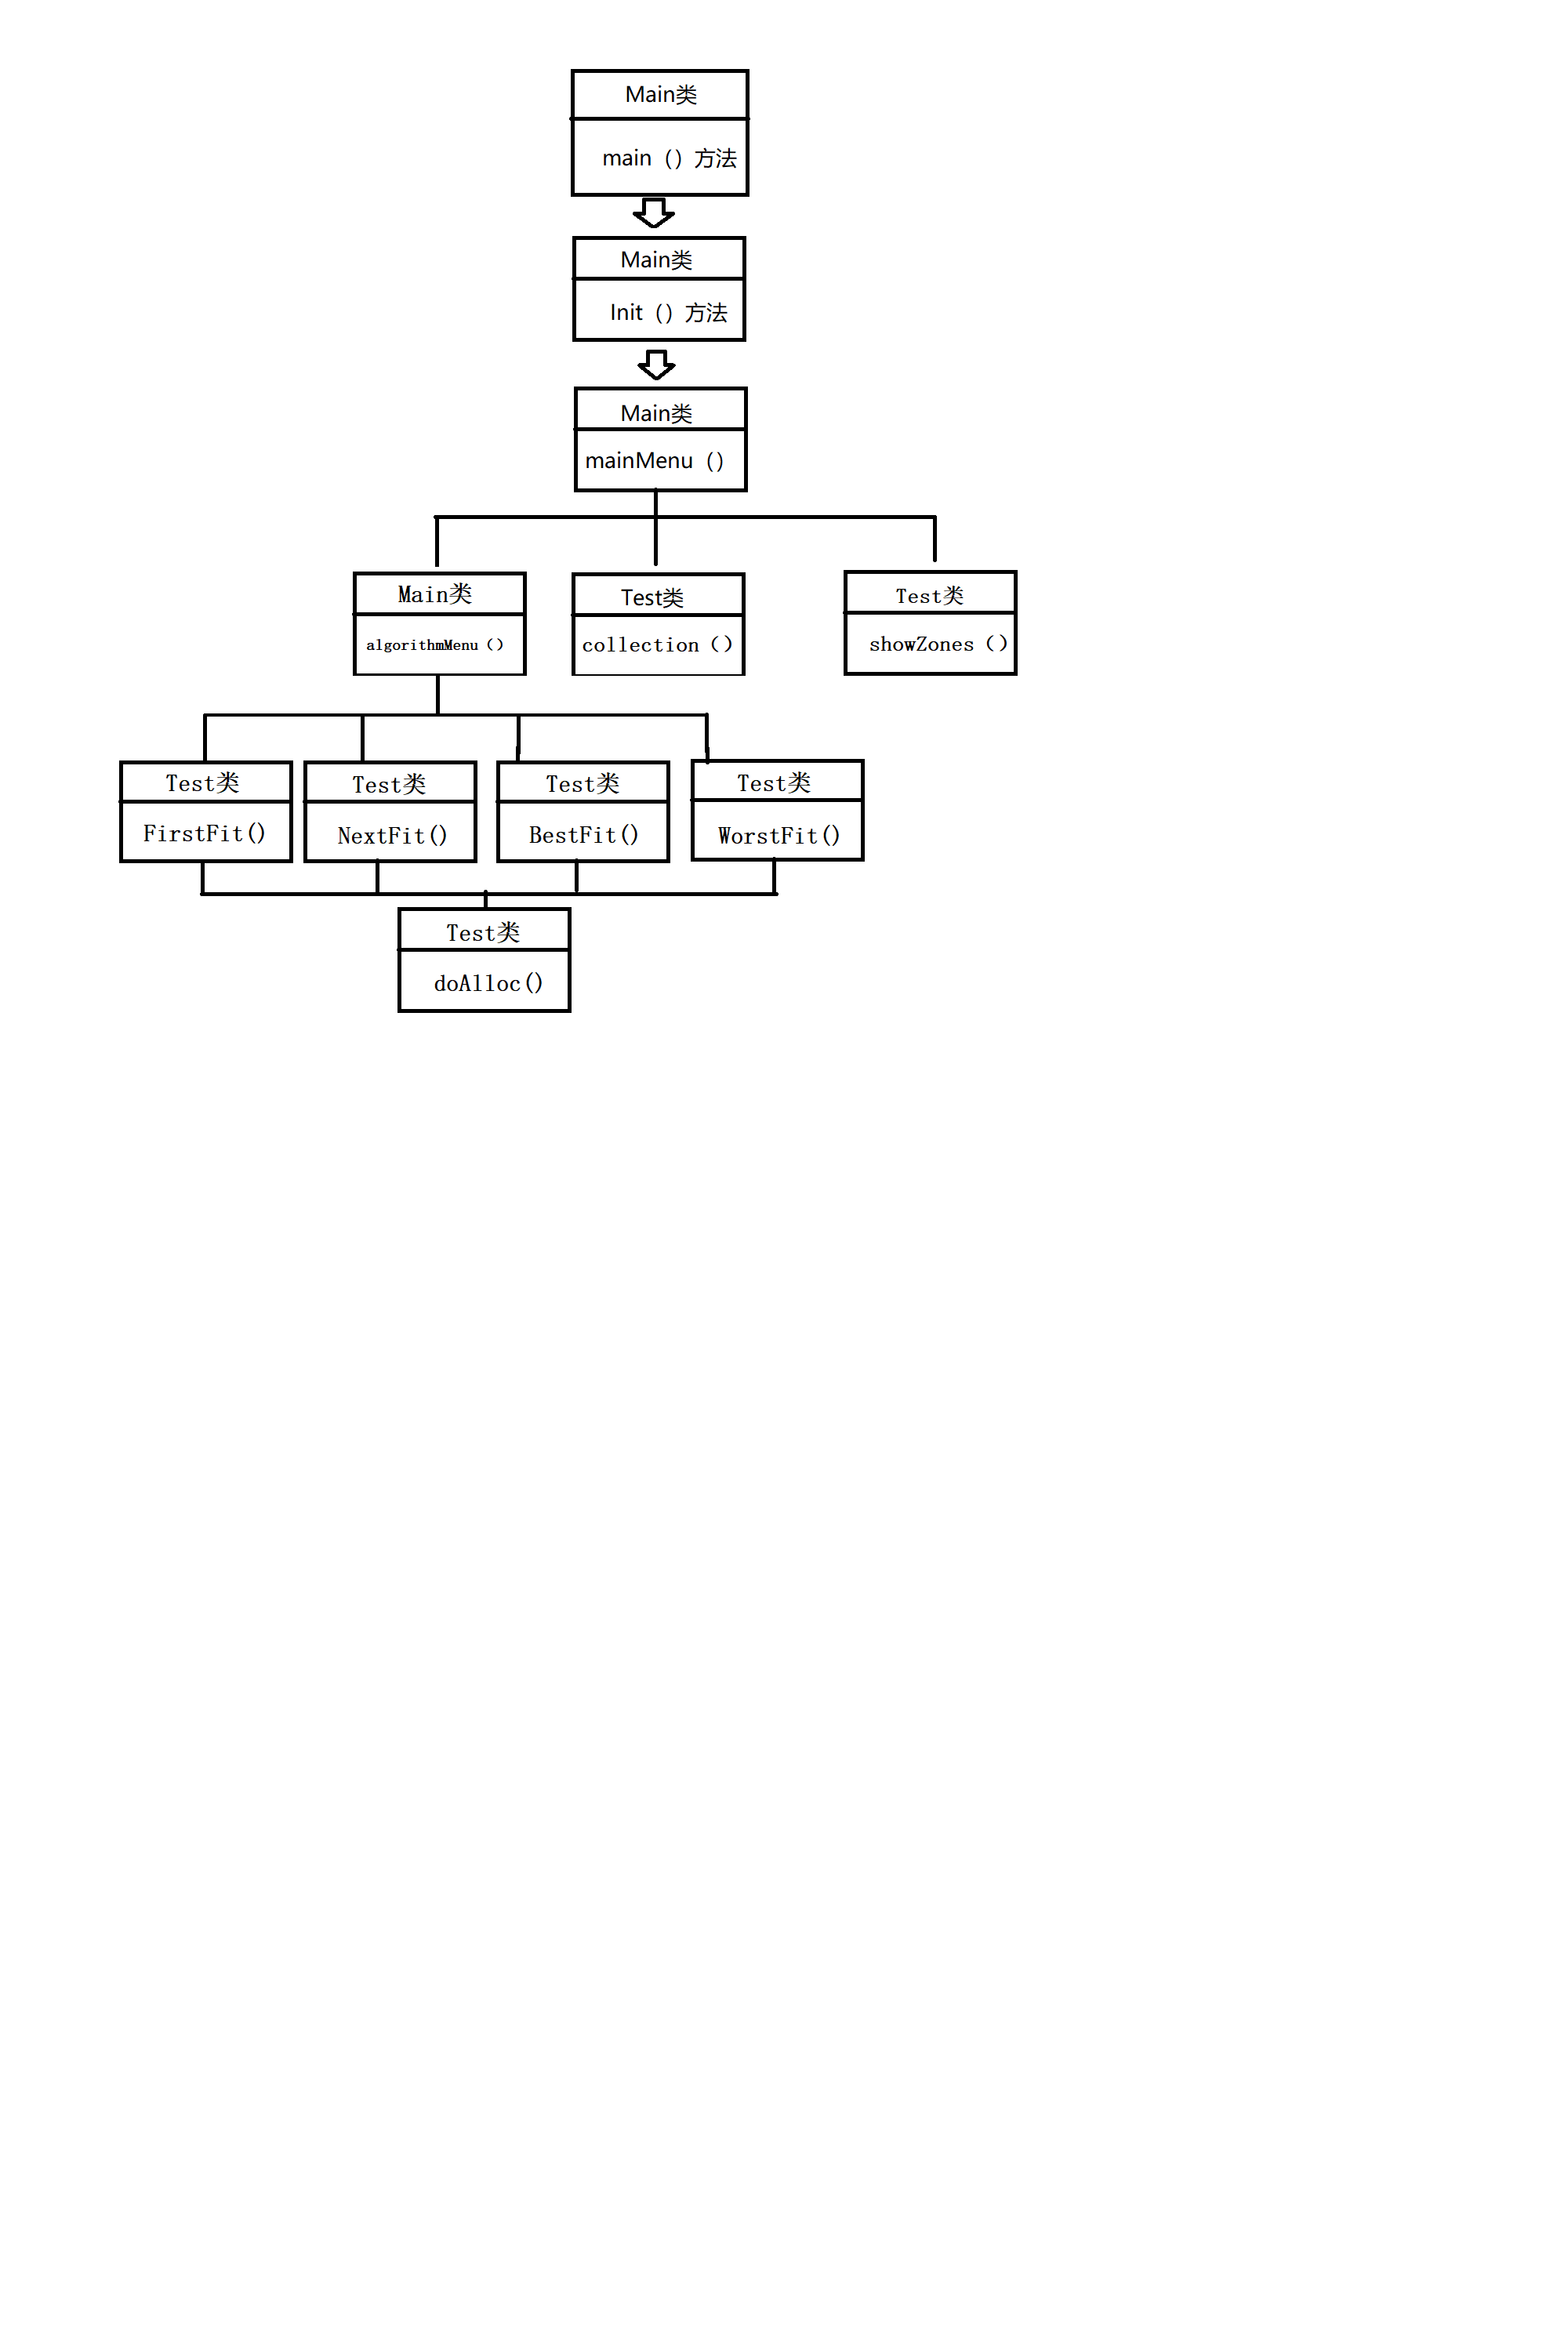 Main类
main（）方法
Main类
Init（）方法
Main类
mainMenu（）
Main类
algorithmMenu（）
Test类
collection（）
Test类
showZones（）
Test类
FirstFit()
Test类
NextFit()
Test类
BestFit()
Test类
WorstFit()
Test类
doAlloc()